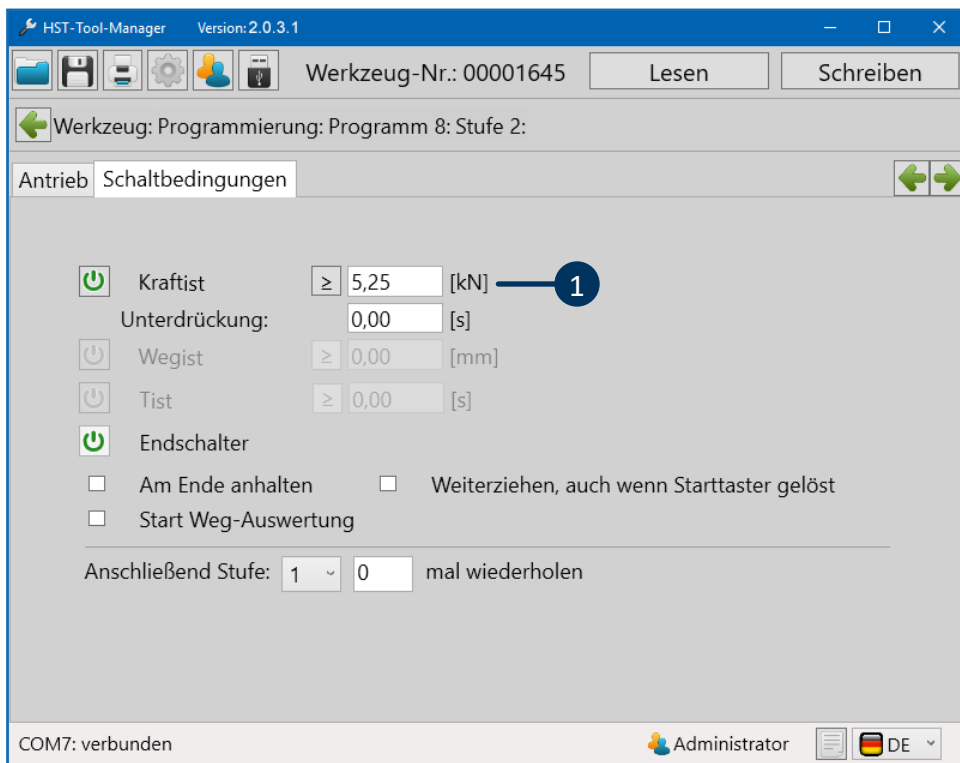 HST-Tool-Manager Version: 2.0.3.1
Werkzeug-Nr.: 00001645 Lesen Schreiben
Werkzeug: Programmierung: Programm 8: Stufe 2:
Antrieb Schaltbedingungen
Kraftist ≥ 5,25 [kN] 1
Unterdrückung: 0,00 [s]
Wegist ≥ 0,00 [mm]
Tist ≥ 0,00 [s]
Endschalter
Am Ende anhalten Weiterziehen, auch wenn Starttaster gelöst
Start Weg-Auswertung
Anschließend Stufe: 1 0 mal wiederholen
COM7: verbunden Administrator DE